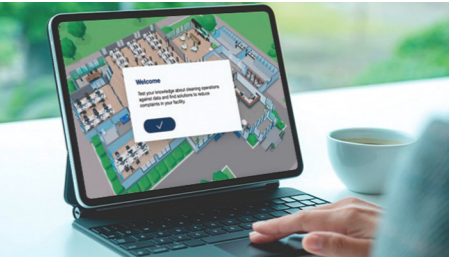 Welcome
Test your knowledge about cleaning operations
against data and find solutions to reduce
complaints in your facility.